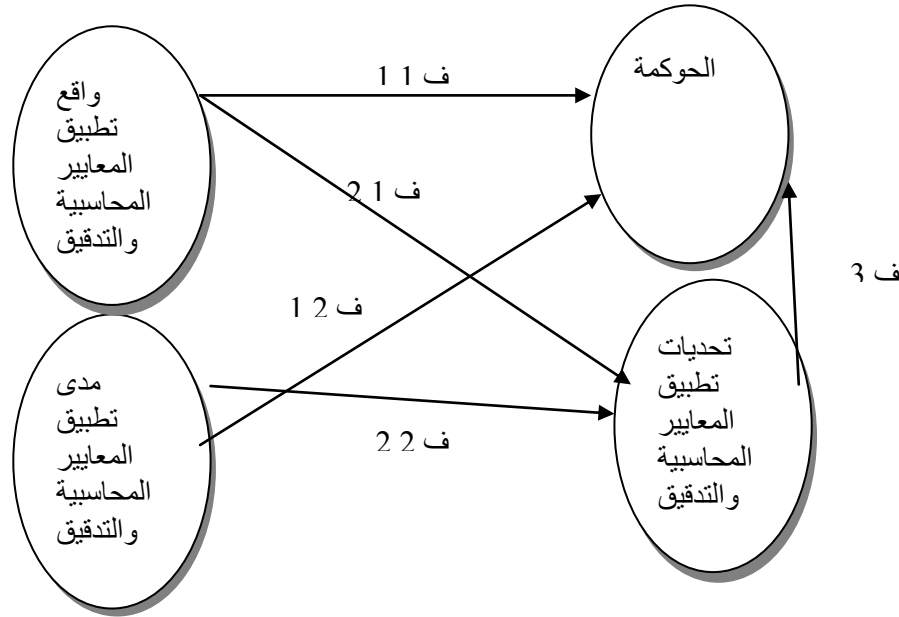 الحوكمة
ف 1 1
واقع
تطبيق
المعايير
المحاسبية
والتدقيق
ف 1 2
ف 3
ف 2 1
تحديات
تطبيق
المعايير
المحاسبية
والتدقيق
مدى
تطبيق
المعايير
المحاسبية
والتدقيق
ف 2 2